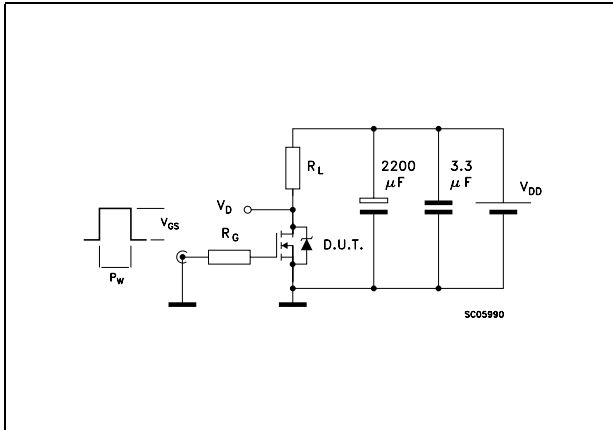 R_L
2200 μF
3.3 μF
V_DD
V_D
R_G
D.U.T.
V_GS
P_W
SC05990